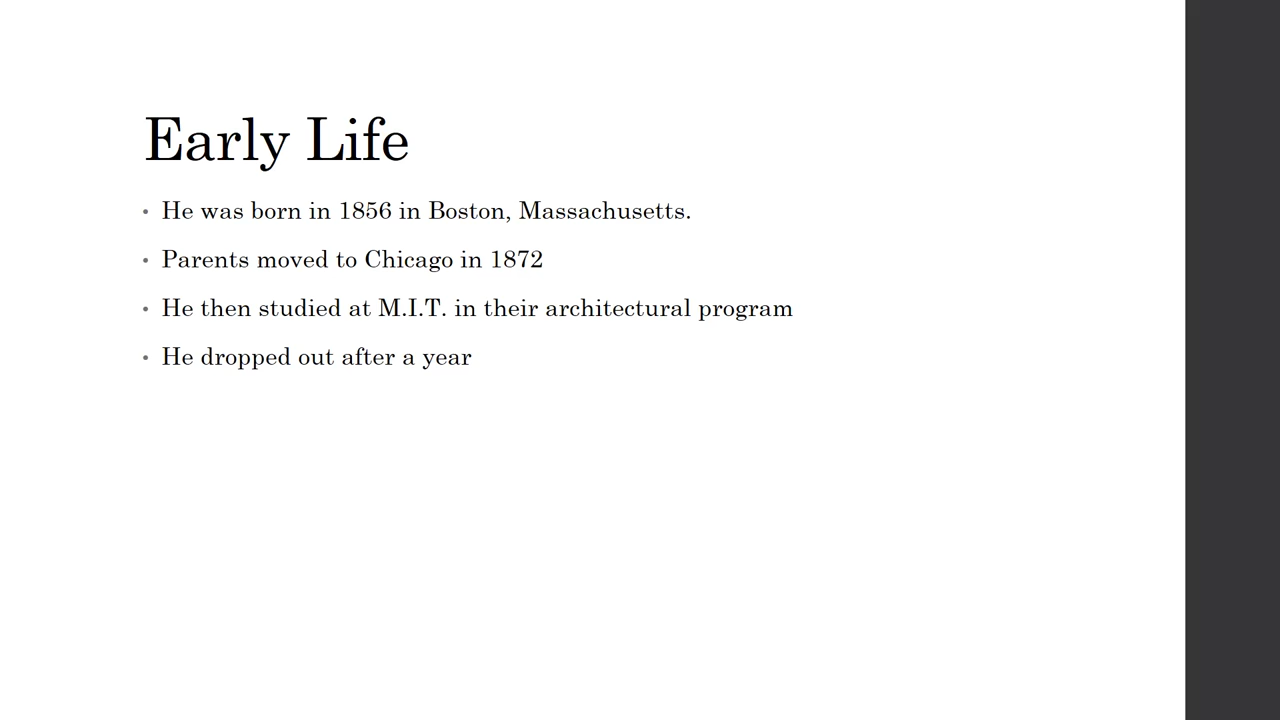 Early Life
• He was born in 1856 in Boston, Massachusetts.
• Parents moved to Chicago in 1872
• He then studied at M.I.T. in their architectural program
• He dropped out after a year